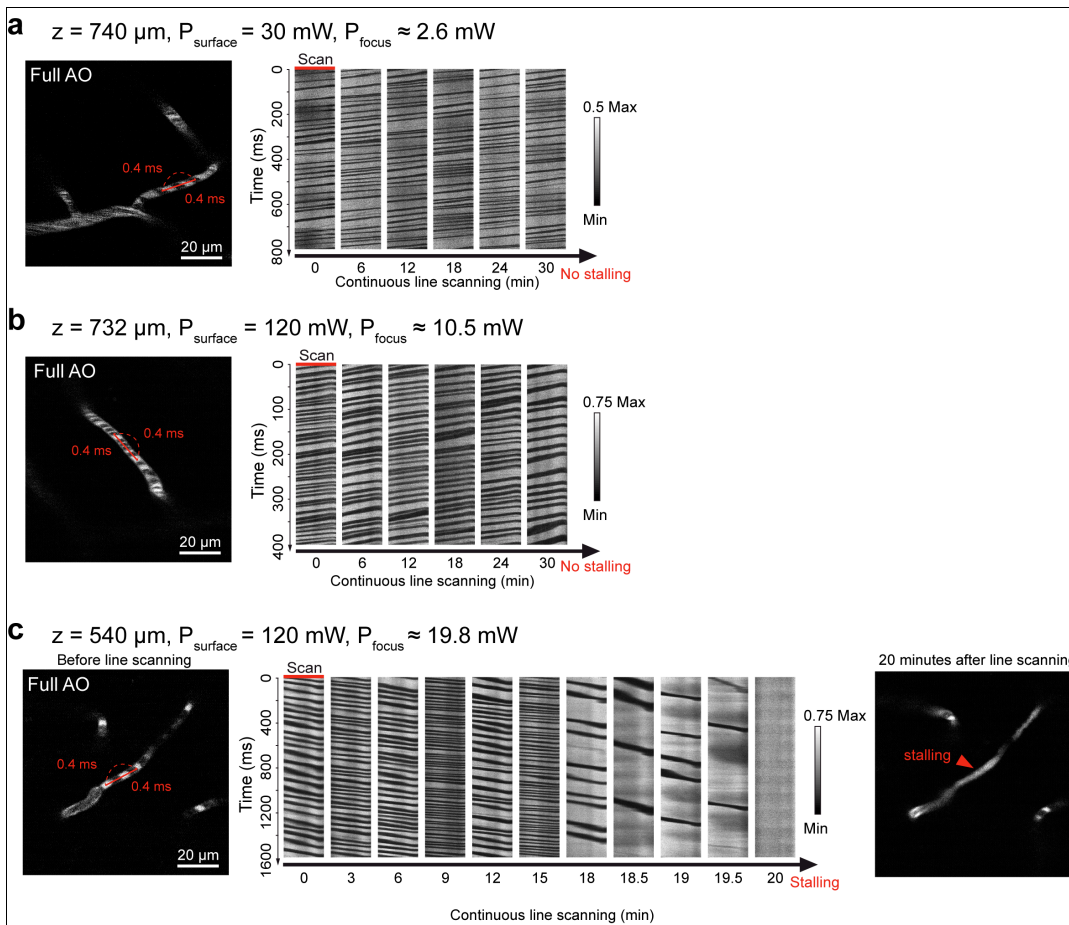 a z = 740 µm, Psurface = 30 mW, Pfocus ≈ 2.6 mW
Full AO
0.4 ms
0.4 ms
20 µm
Scan
Time (ms)
0
200
400
600
800
0 6 12 18 24 30
Continuous line scanning (min)
No stalling
0.5 Max
Min
b z = 732 µm, Psurface = 120 mW, Pfocus ≈ 10.5 mW
Full AO
0.4 ms
0.4 ms
20 µm
Scan
Time (ms)
0
100
200
300
400
0 6 12 18 24 30
Continuous line scanning (min)
No stalling
0.75 Max
Min
c z = 540 µm, Psurface = 120 mW, Pfocus ≈ 19.8 mW
Before line scanning
Full AO
0.4 ms
0.4 ms
20 µm
Scan
Time (ms)
0
400
800
1200
1600
0 3 6 9 12 15 18 18.5 19 19.5 20
Stalling
Continuous line scanning (min)
0.75 Max
Min
20 minutes after line scanning
stalling